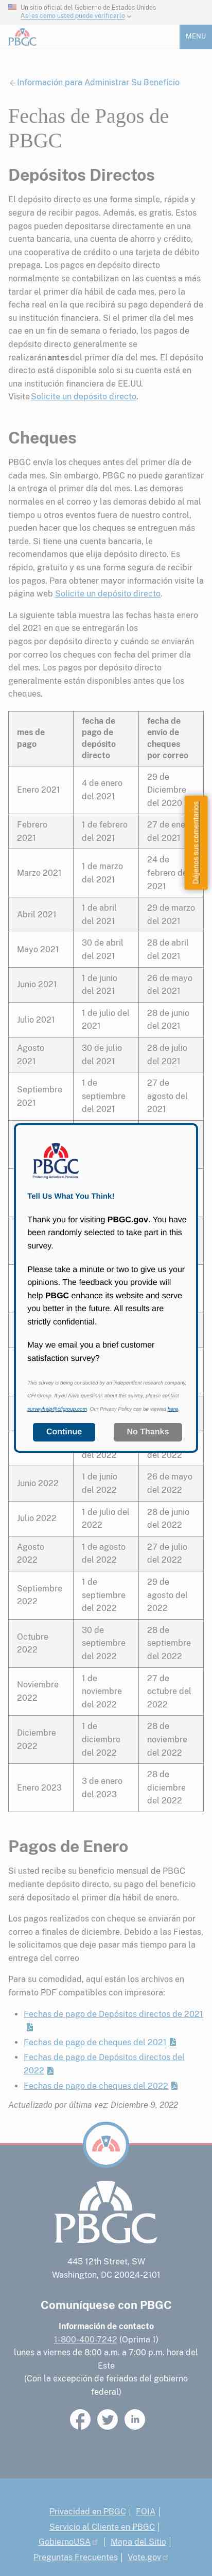 Un sitio oficial del Gobierno de Estados Unidos
Así es como usted puede verificarlo
PBGC
MENU
Información para Administrar Su Beneficio
Fechas de Pagos de
PBGC
Depósitos Directos
El depósito directo es una forma simple, rápida y
segura de recibir pagos. Además, es gratis. Estos
pagos pueden depositarse directamente en una
cuenta bancaria, una cuenta de ahorro y crédito,
una cooperativa de crédito o una tarjeta de débito
prepaga. Los pagos en depósito directo
normalmente se contabilizan en las cuentas a más
tardar el primer día hábil de cada mes, pero la
fecha real en la que recibirá su pago dependerá de
su institución financiera. Si el primer día del mes
cae en un fin de semana o feriado, los pagos de
depósito directo generalmente se
realizarán antes del primer día del mes. El depósito
directo está disponible solo si su cuenta está en
una institución financiera de EE.UU.
Visite Solicite un depósito directo.
Cheques
PBGC envía los cheques antes del primer día de
cada mes. Sin embargo, PBGC no puede garantizar
la entrega el primer día del mes. Las demoras
normales en el correo y las demoras debido al mal
tiempo u otros eventos fuera de nuestro control,
pueden hacer que los cheques se entreguen más
tarde. Si tiene una cuenta bancaria, le
recomendamos que elija depósito directo. Es
rápido, gratuito y es una forma segura de recibir
los pagos. Para obtener mayor información visite la
página web Solicite un depósito directo.
La siguiente tabla muestra las fechas hasta enero
del 2021 en que se entregarán los
pagos por depósito directo y cuándo se enviarán
por correo los cheques con fecha del primer día
del mes. Los pagos por depósito directo
generalmente están disponibles antes que los
cheques.
mes de
pago
fecha de
pago de
depósito
directo
fecha de
envío de
cheques
por correo
Enero 2021
4 de enero
del 2021
29 de
Diciembre
del 2020
Febrero
2021
1 de febrero
del 2021
27 de ene
del 2021
Marzo 2021
1 de marzo
del 2021
24 de
febrero de
2021
Abril 2021
1 de abril
del 2021
29 de marzo
del 2021
Mayo 2021
30 de abril
del 2021
28 de abril
del 2021
Junio 2021
1 de junio
del 2021
26 de mayo
del 2021
Julio 2021
1 de julio del
2021
28 de junio
del 2021
Agosto
2021
30 de julio
del 2021
28 de julio
del 2021
Septiembre
2021
1 de
septiembre
del 2021
27 de
agosto del
2021
Déjenos sus comentarios
PBGC
Protecting America's Pensions
Tell Us What You Think!
Thank you for visiting PBGC.gov. You have
been randomly selected to take part in this
survey.
Please take a minute or two to give us your
opinions. The feedback you provide will
help PBGC enhance its website and serve
you better in the future. All results are
strictly confidential.
May we email you a brief customer
satisfaction survey?
This survey is being conducted by an independent research company,
CFI Group. If you have questions about this survey, please contact
surveyhelp@cfigroup.com. Our Privacy Policy can be viewed here.
Continue
No Thanks
del 2022
del 2022
Junio 2022
1 de junio
del 2022
26 de mayo
del 2022
Julio 2022
1 de julio del
2022
28 de junio
del 2022
Agosto
2022
1 de agosto
del 2022
27 de julio
del 2022
Septiembre
2022
1 de
septiembre
del 2022
29 de
agosto del
2022
Octubre
2022
30 de
septiembre
del 2022
28 de
septiembre
del 2022
Noviembre
2022
1 de
noviembre
del 2022
27 de
octubre del
2022
Diciembre
2022
1 de
diciembre
del 2022
28 de
noviembre
del 2022
Enero 2023
3 de enero
del 2023
28 de
diciembre
del 2022
Pagos de Enero
Si usted recibe su beneficio mensual de PBGC
mediante depósito directo, su pago de beneficio
será depositado el primer día hábil de enero.
Los pagos realizados con cheque se enviarán por
correo a finales de diciembre. Debido a las Fiestas,
le solicitamos que deje pasar más tiempo para la
entrega del correo
Para su comodidad, aquí están los archivos en
formato PDF compatibles con impresora:
Fechas de pago de Depósitos directos de 2021
Fechas de pago de cheques del 2021
Fechas de pago de Depósitos directos del
2022
Fechas de pago de cheques del 2022
Actualizado por última vez: Diciembre 9, 2022
PBGC
445 12th Street, SW
Washington, DC 20024-2101
Comuníquese con PBGC
Información de contacto
1-800-400-7242 (Oprima 1)
lunes a viernes de 8:00 a.m. a 7:00 p.m. hora del
Este
(Con la excepción de feriados del gobierno
federal)
Privacidad en PBGC | FOIA |
Servicio al Cliente en PBGC |
GobiernoUSA | Mapa del Sitio |
Preguntas Frecuentes | Vote.gov